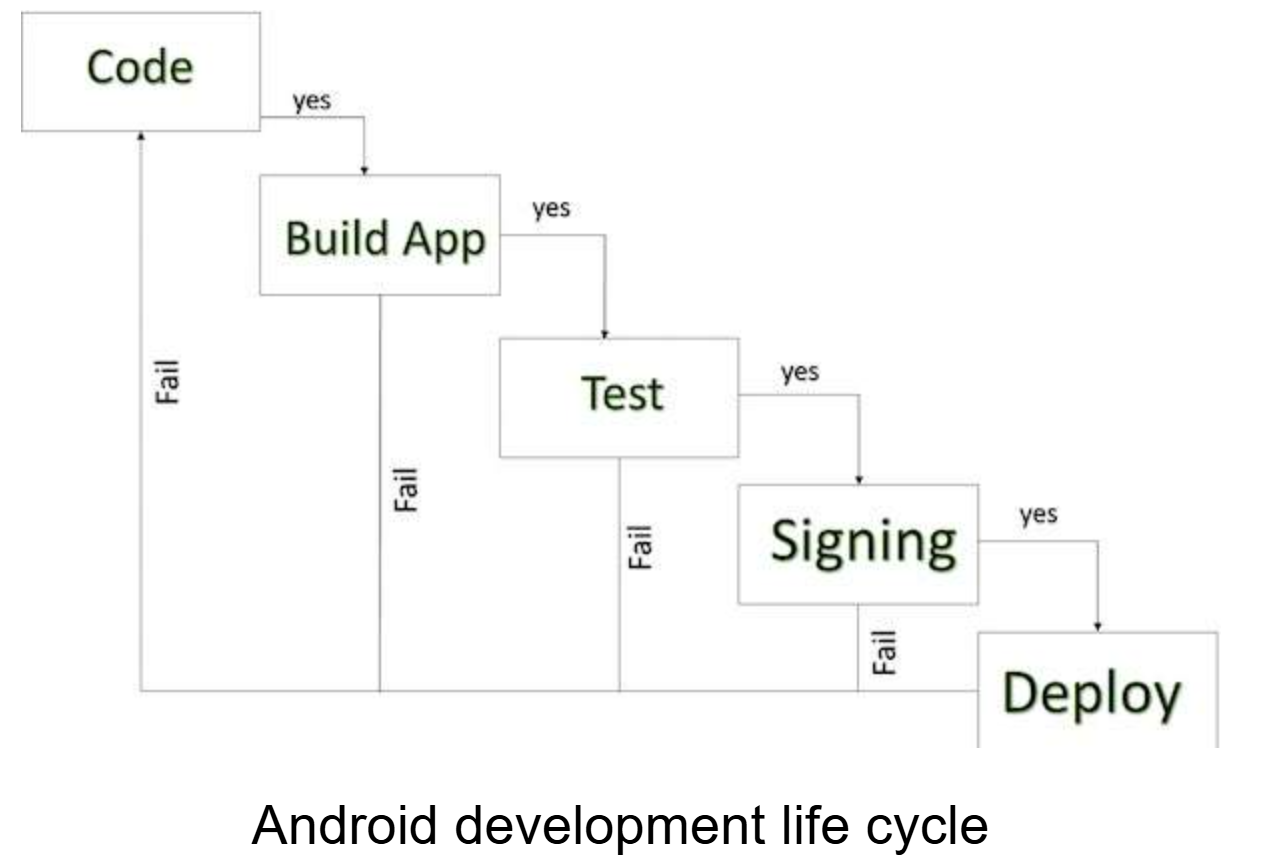 Code
yes
Build App
yes
Test
yes
Signing
yes
Deploy
Fail
Fail
Fail
Fail
Android development life cycle